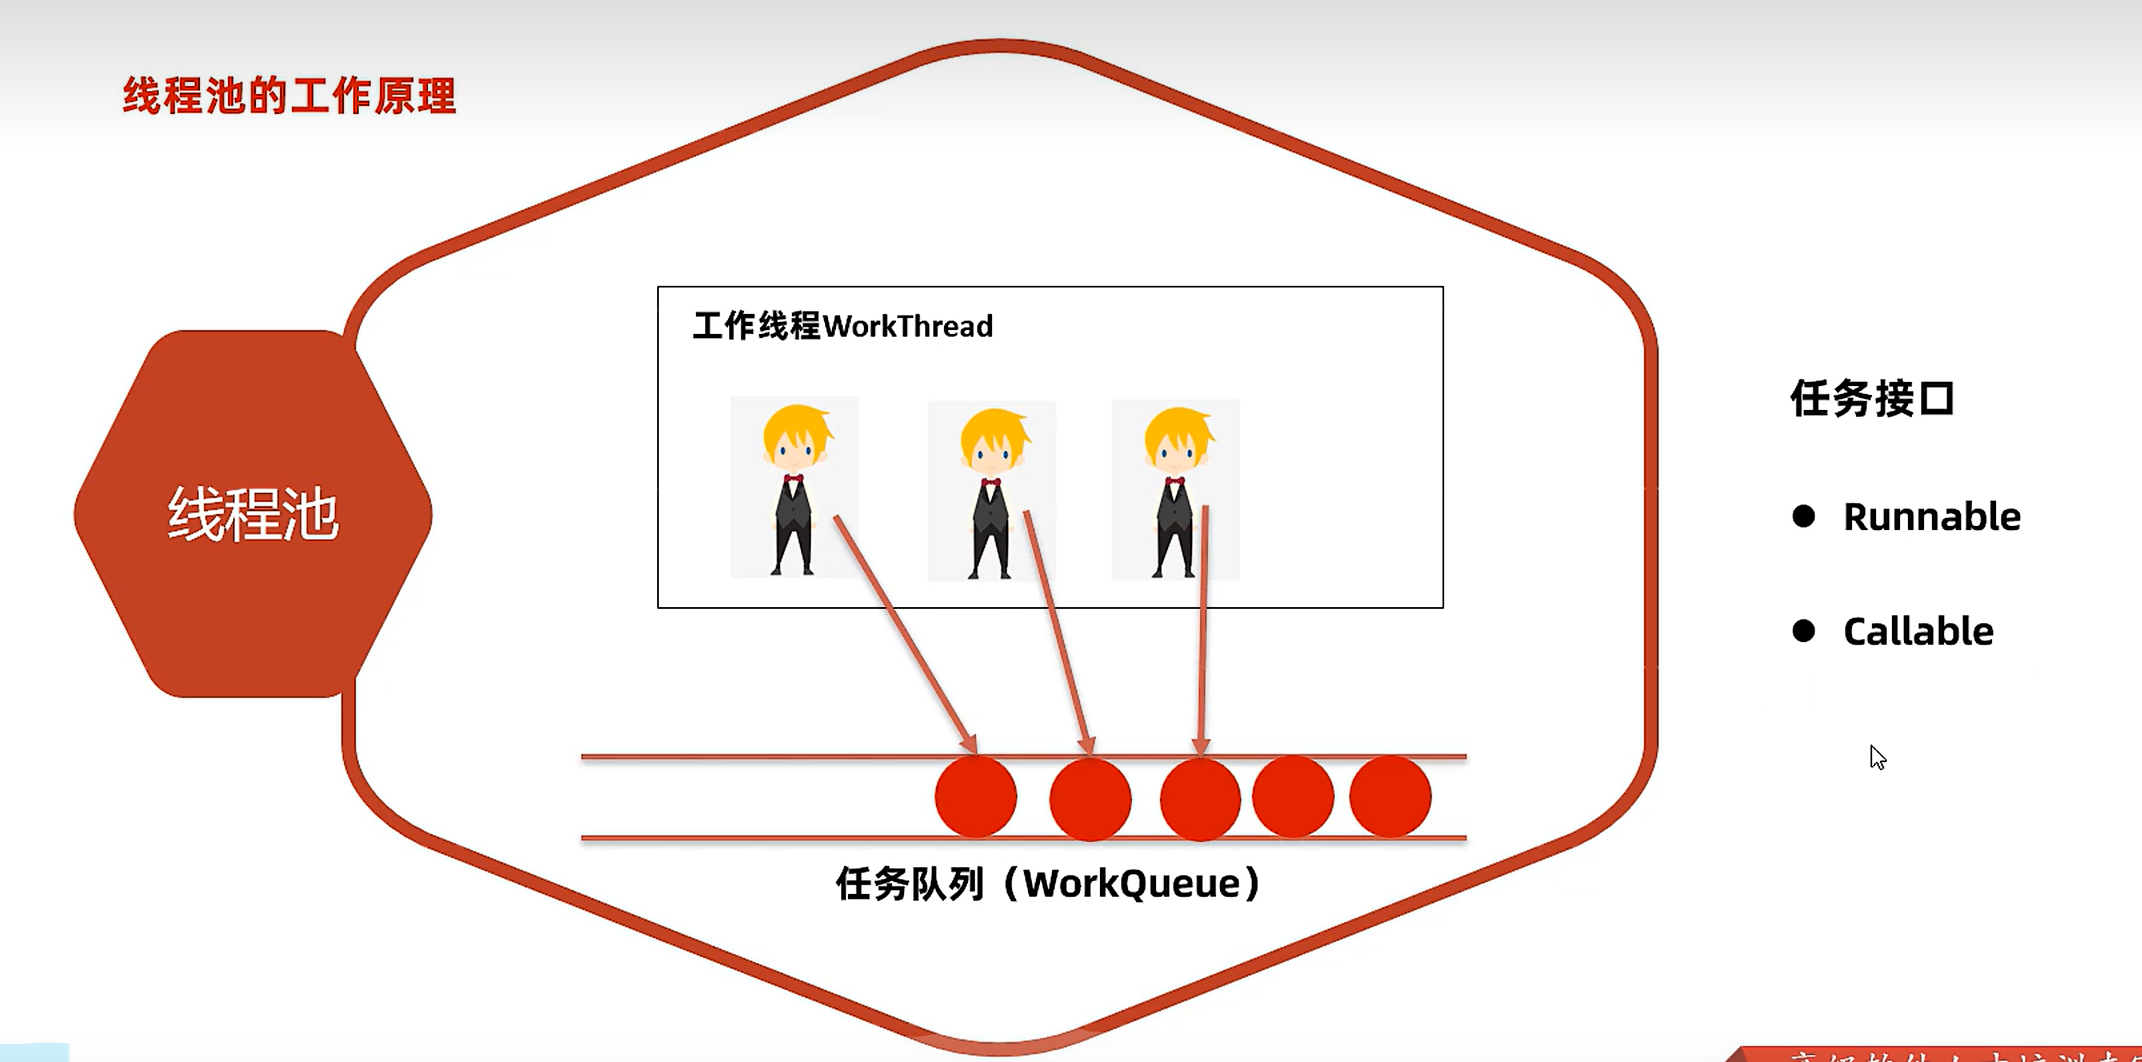 线程池的工作原理
线程池
工作线程WorkThread
任务队列（WorkQueue）
任务接口
● Runnable
● Callable